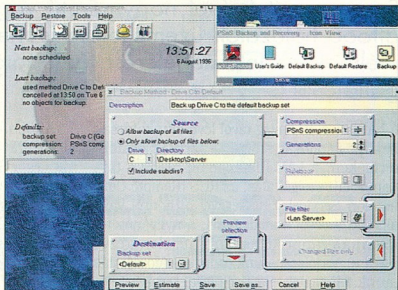 Backup Restore Tools Help
Next backup:
none scheduled
13:51:27
6 August 1996
Last backup:
used method Drive C to Def
cancelled at 13:50 on Tue 6
no objects for backup.
Defaults:
backup set: Drive C (Ge
compression: PSnS comp
generations: 2
PSnS Backup and Recovery - Icon View
User's Guide
Default Backup
Default Restore
Backup
Backup Method - Drive C to Default
Description: Back up Drive C to the default backup set
Source
Allow backup of all files
Only allow backup of files below:
Drive Directory
C \Desktop\Server
Include subdirs?
Compression
PSnS compression
Generations 2
Rulebook
File filter
<Lan Server>
Changed files only
Preview selection
Destination
Backup set
<Default>
Preview Estimate Save Save as... Cancel Help